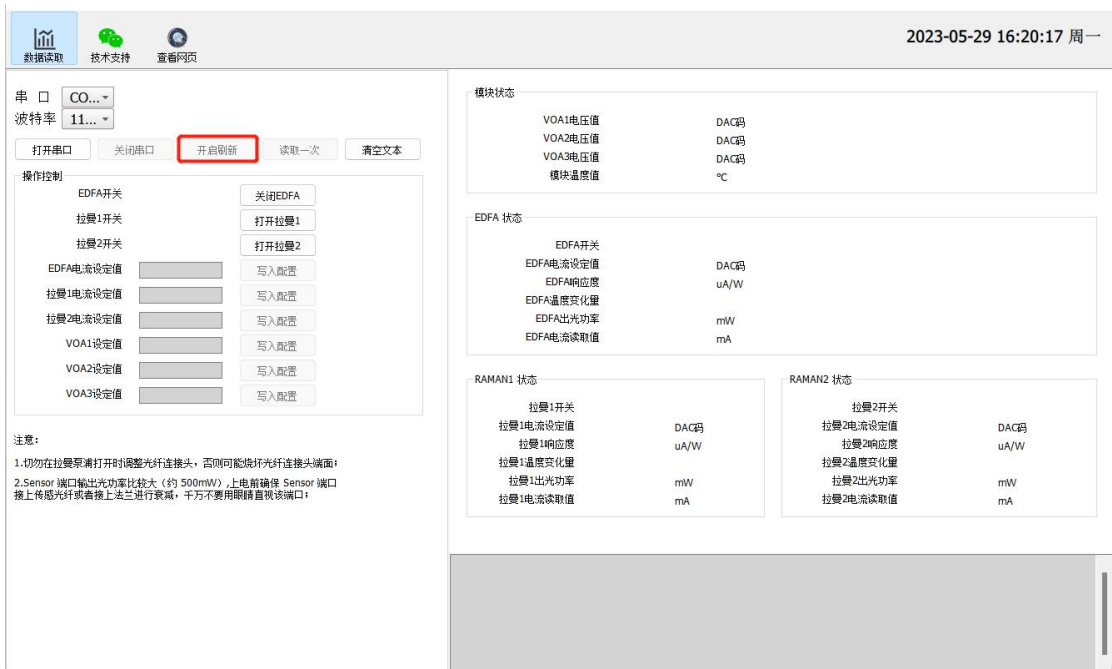 2023-05-29 16:20:17 周一
数据读取 技术支持 查看网页
串 口 CO...
波特率 11...
打开串口 关闭串口 开启刷新 读取一次 清空文本
操作控制
EDFA开关 关闭EDFA
拉曼1开关 打开拉曼1
拉曼2开关 打开拉曼2
EDFA电流设定值 写入配置
拉曼1电流设定值 写入配置
拉曼2电流设定值 写入配置
VOA1设定值 写入配置
VOA2设定值 写入配置
VOA3设定值 写入配置
注意：
1.切勿在拉曼泵浦打开时调整光纤连接头，否则可能烧坏光纤连接头端面；
2.Sensor 端口输出光功率比较大（约 500mW）,上电前确保 Sensor 端口
接上传感光纤或者接上法兰进行衰减，千万不要用眼睛直视该端口；
模块状态
VOA1电压值 DAC码
VOA2电压值 DAC码
VOA3电压值 DAC码
模块温度值 ℃
EDFA 状态
EDFA开关
EDFA电流设定值 DAC码
EDFA响应度 uA/W
EDFA温度变化量
EDFA出光功率 mW
EDFA电流读取值 mA
RAMAN1 状态
拉曼1开关
拉曼1电流设定值 DAC码
拉曼1响应度 uA/W
拉曼1温度变化量
拉曼1出光功率 mW
拉曼1电流读取值 mA
RAMAN2 状态
拉曼2开关
拉曼2电流设定值 DAC码
拉曼2响应度 uA/W
拉曼2温度变化量
拉曼2出光功率 mW
拉曼2电流读取值 mA